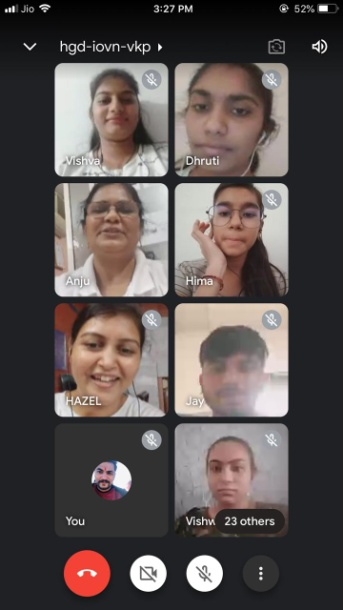 Jio 3:27 PM 52%
hgd-iovn-vkp
Vishva Dhruti
Anju Hima
HAZEL Jay
You Vishw 23 others